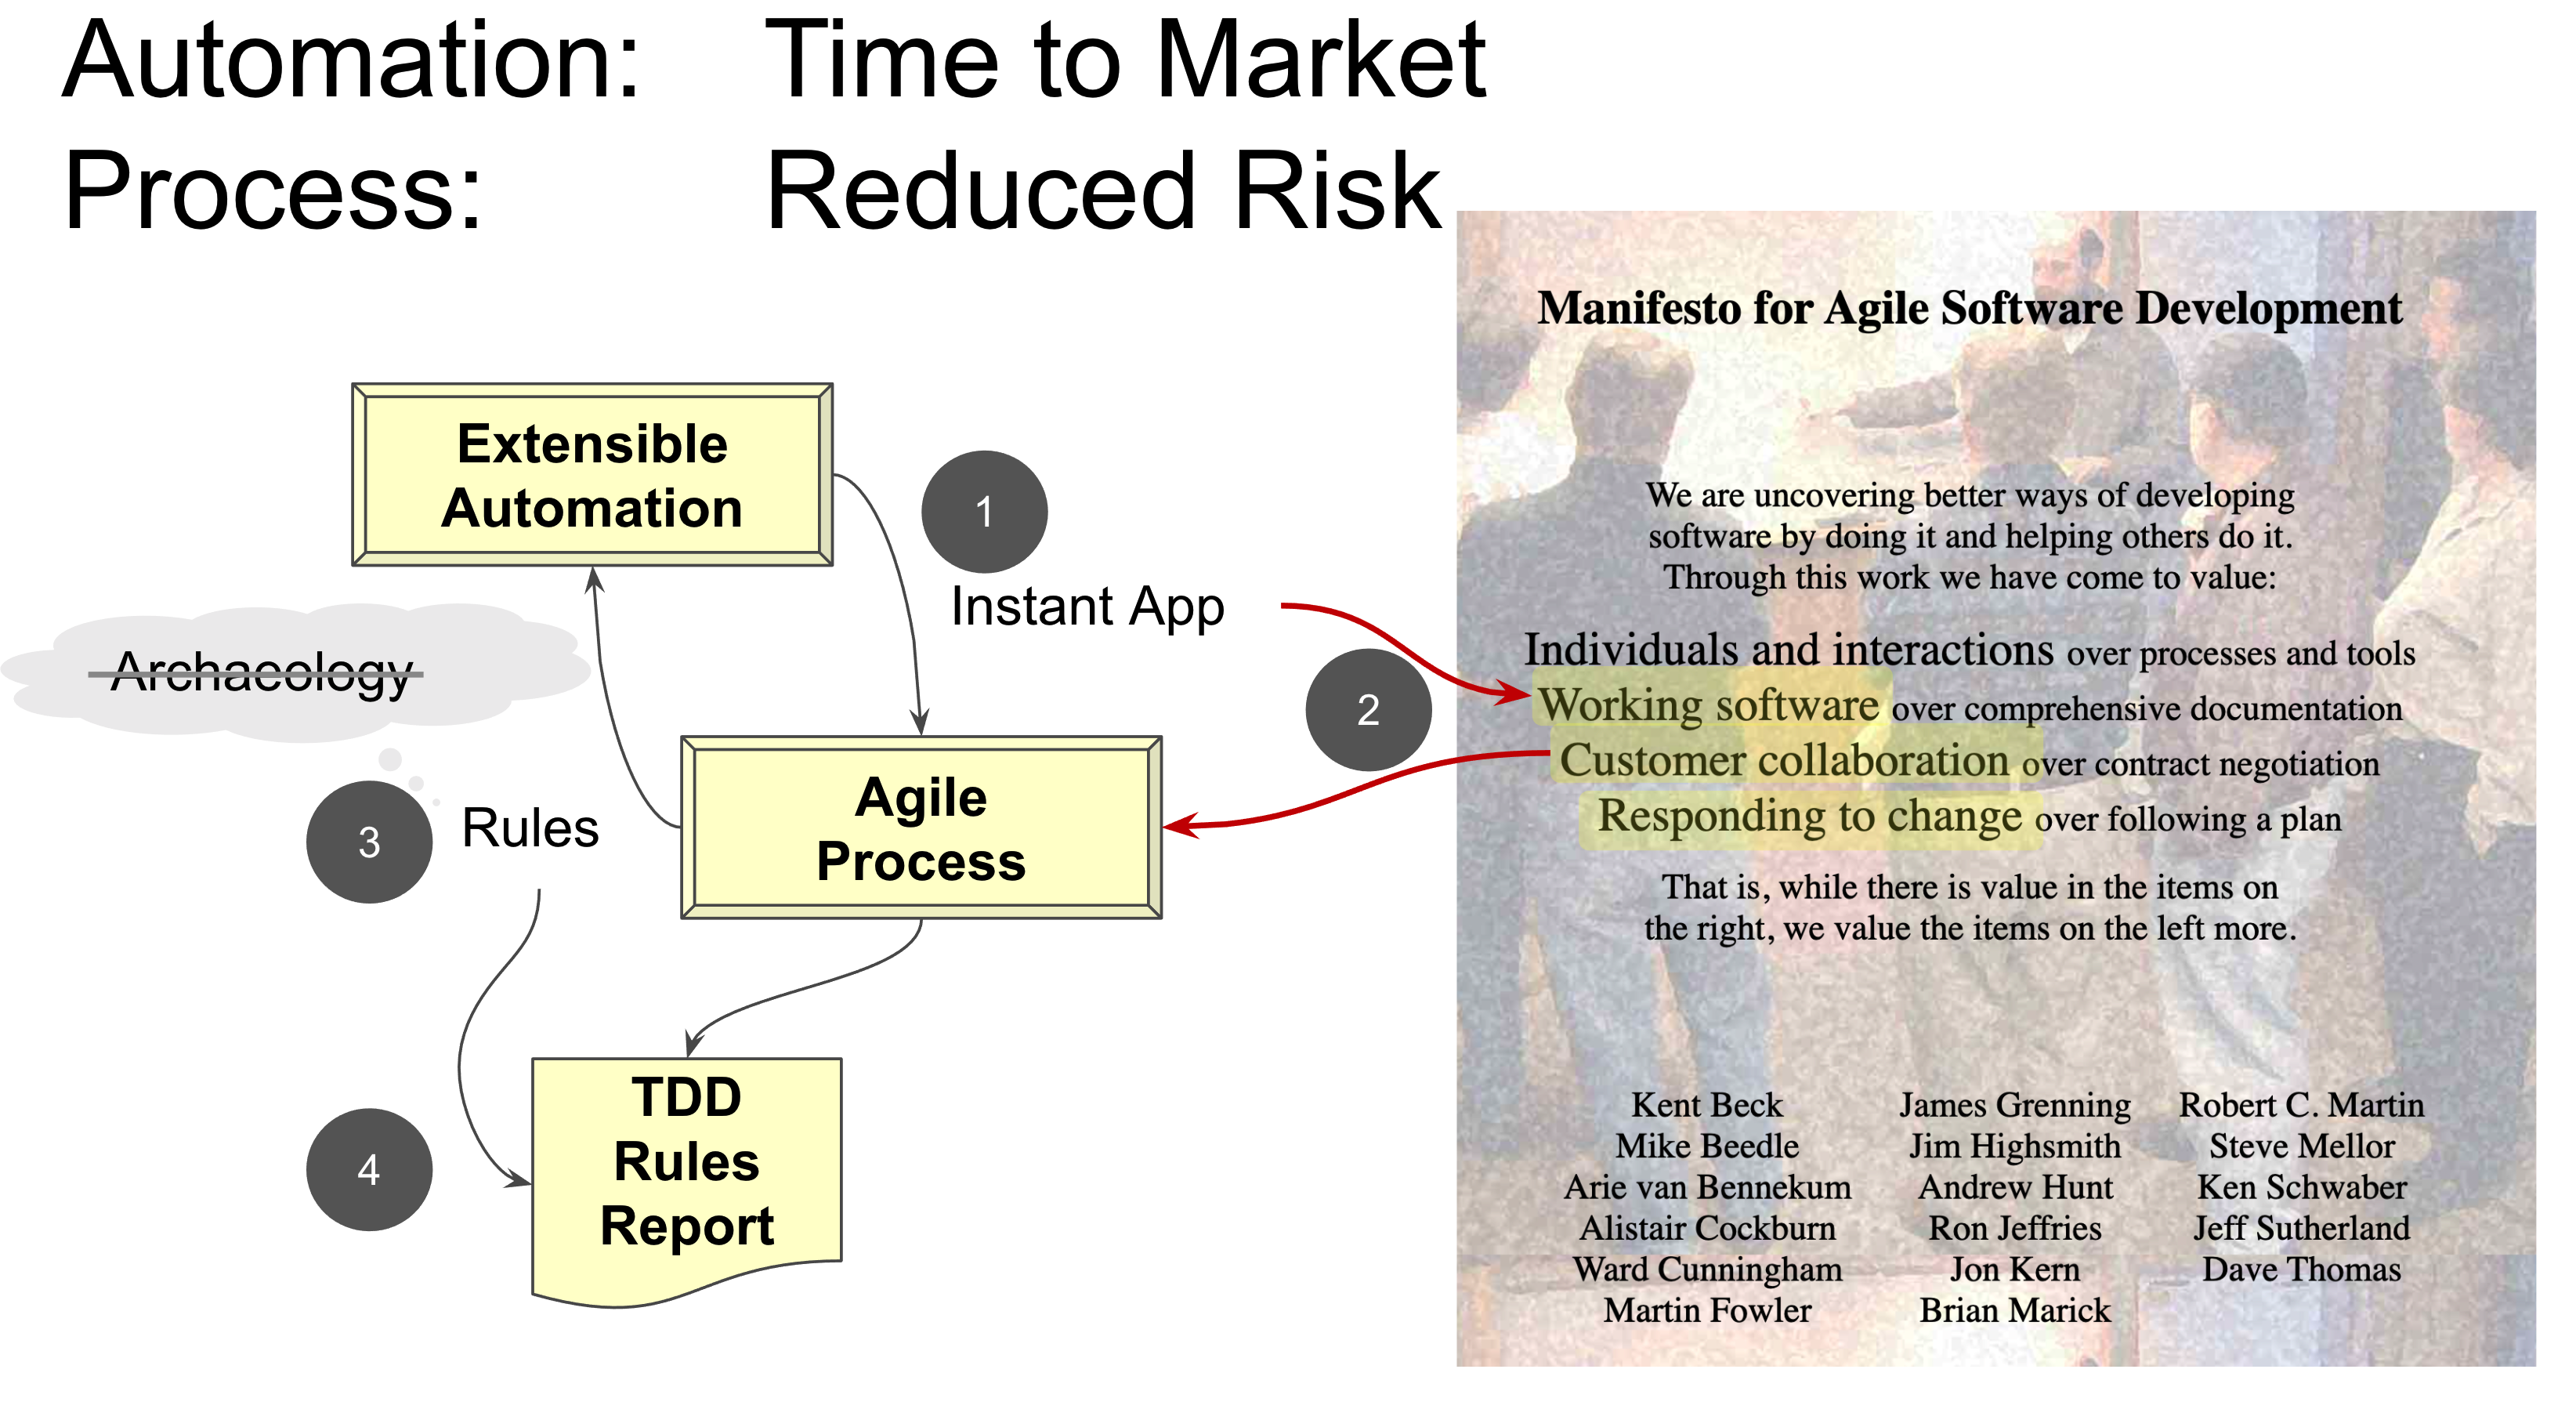 Automation: Time to Market
Process: Reduced Risk
Extensible
Automation
1
Instant App
Archaeology
2
3
Rules
Agile
Process
4
TDD
Rules
Report
Manifesto for Agile Software Development
We are uncovering better ways of developing
software by doing it and helping others do it.
Through this work we have come to value:
Individuals and interactions over processes and tools
Working software over comprehensive documentation
Customer collaboration over contract negotiation
Responding to change over following a plan
That is, while there is value in the items on
the right, we value the items on the left more.
Kent Beck
Mike Beedle
Arie van Bennekum
Alistair Cockburn
Ward Cunningham
Martin Fowler
James Grenning
Jim Highsmith
Andrew Hunt
Ron Jeffries
Jon Kern
Brian Marick
Robert C. Martin
Steve Mellor
Ken Schwaber
Jeff Sutherland
Dave Thomas